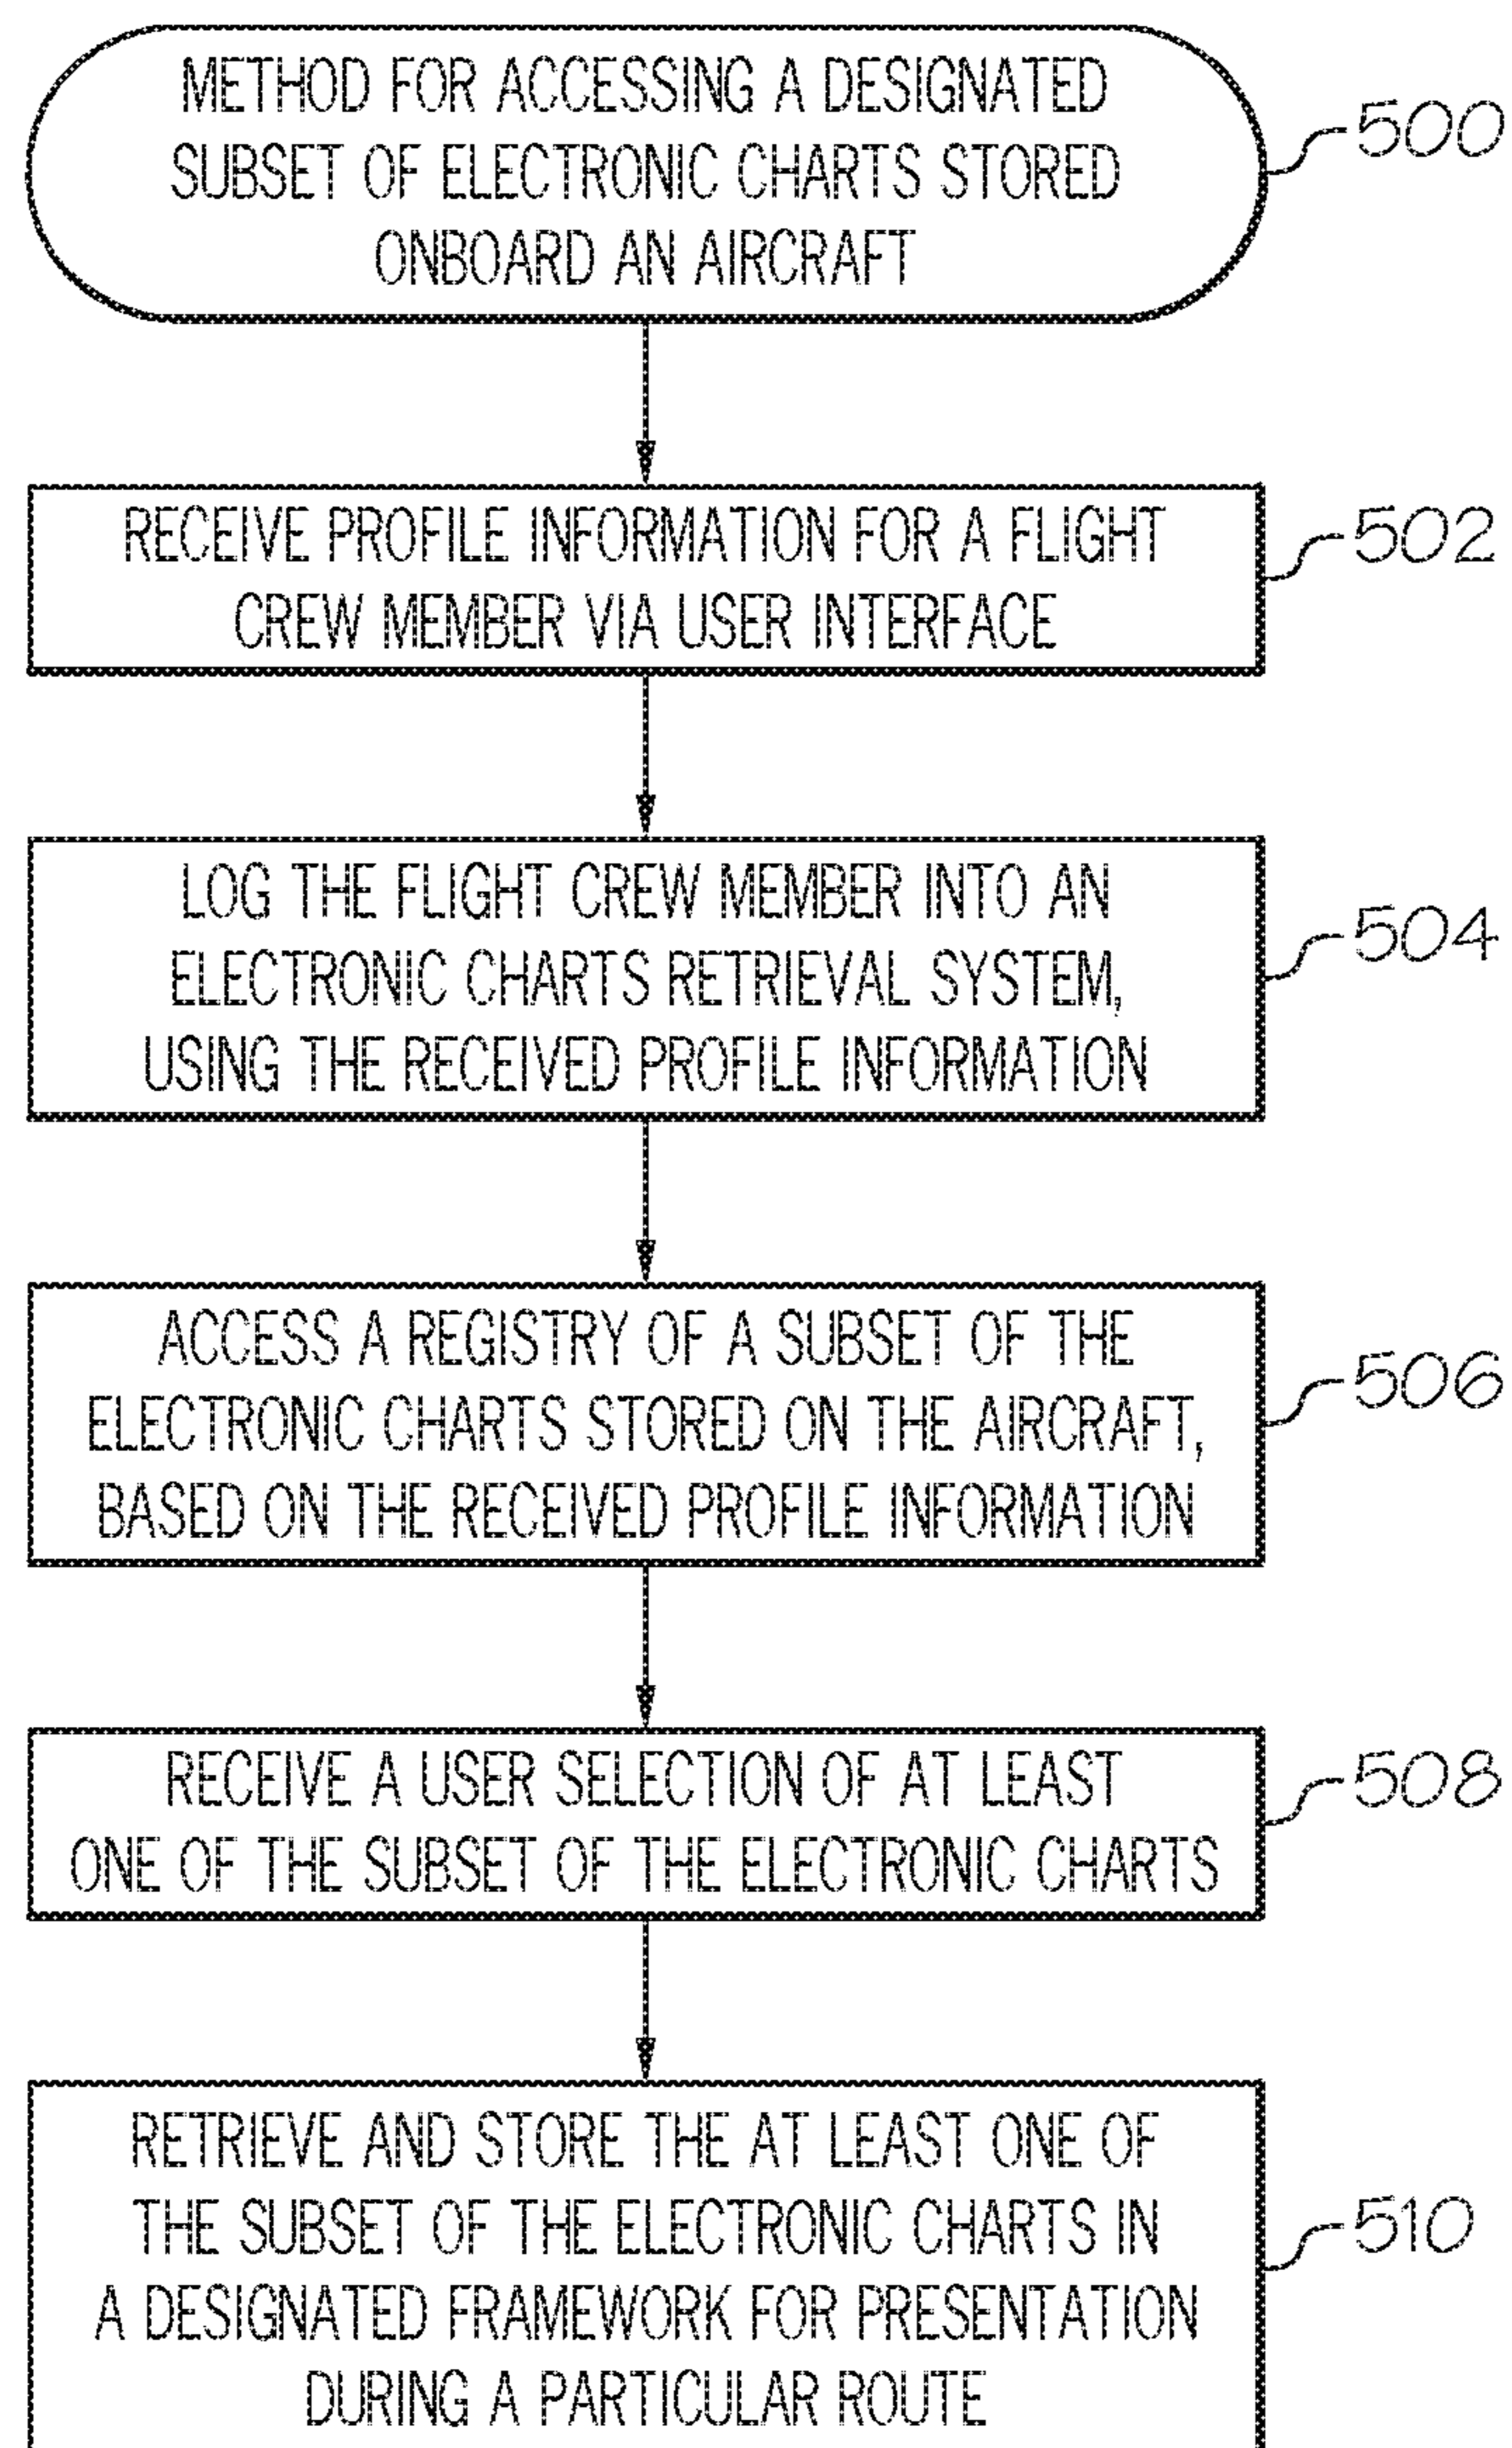 METHOD FOR ACCESSING A DESIGNATED
SUBSET OF ELECTRONIC CHARTS STORED
ONBOARD AN AIRCRAFT
500
RECEIVE PROFILE INFORMATION FOR A FLIGHT
CREW MEMBER VIA USER INTERFACE
502
LOG THE FLIGHT CREW MEMBER INTO AN
ELECTRONIC CHARTS RETRIEVAL SYSTEM,
USING THE RECEIVED PROFILE INFORMATION
504
ACCESS A REGISTRY OF A SUBSET OF THE
ELECTRONIC CHARTS STORED ON THE AIRCRAFT,
BASED ON THE RECEIVED PROFILE INFORMATION
506
RECEIVE A USER SELECTION OF AT LEAST
ONE OF THE SUBSET OF THE ELECTRONIC CHARTS
508
RETRIEVE AND STORE THE AT LEAST ONE OF
THE SUBSET OF THE ELECTRONIC CHARTS IN
A DESIGNATED FRAMEWORK FOR PRESENTATION
DURING A PARTICULAR ROUTE
510